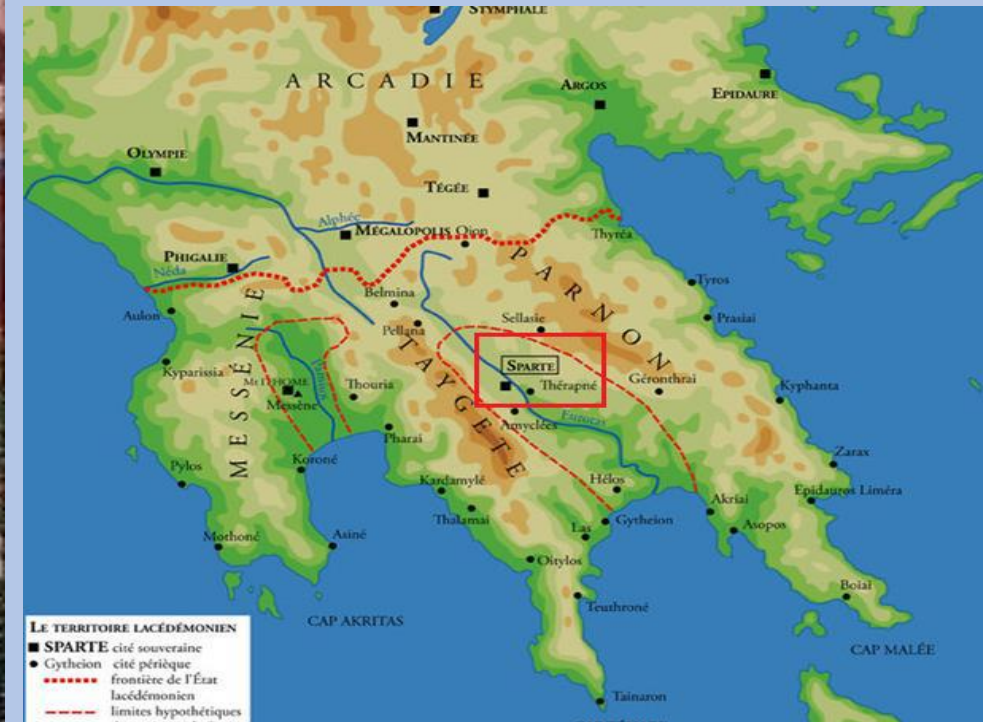 STYMPHALE
ARCADIE
ARGOS
EPIDAURE
MANTINÉE
OLYMPIE
TÉGÉE
Alphée
MÉGALOPOLIS
Oion
Thyréa
PHIGALIE
Néda
PARNON
Belmina
Tyros
Aulon
Sellasie
Prasiai
Pellana
MESSÉNIE
TAYGETE
SPARTE
Kyparissia
Pamisos
Mt ITHOME
Thouria
Thérapné
Géronthrai
Kyphanta
Messène
Amyclées
Eurotas
Pharai
Koroné
Zarax
Pylos
Kardamylé
Hélos
Epidauros Liméra
Akriai
Thalamai
Gytheion
Las
Asopos
Mothoné
Asiné
Oitylos
Boiai
Teuthroné
CAP AKRITAS
CAP MALÉE
Tainaron
LE TERRITOIRE LACÉDÉMONIEN
SPARTE cité souveraine
Gytheion cité périèque
frontière de l'État
lacédémonien
limites hypothétiques